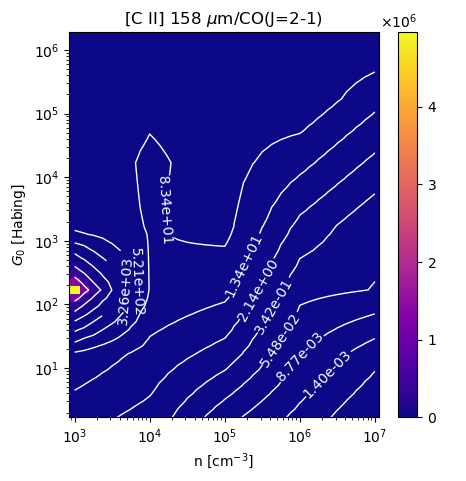 [C II] 158 μm/CO(J=2-1)
×10⁶
10⁶
10⁵
10⁴
10³
10²
10¹
G₀ [Habing]
8.34e+01
5.21e+02
3.26e+03
1.34e+01
2.14e+00
3.42e-01
5.48e-02
8.77e-03
1.40e-03
4
3
2
1
0
10³ 10⁴ 10⁵ 10⁶ 10⁷
n [cm⁻³]